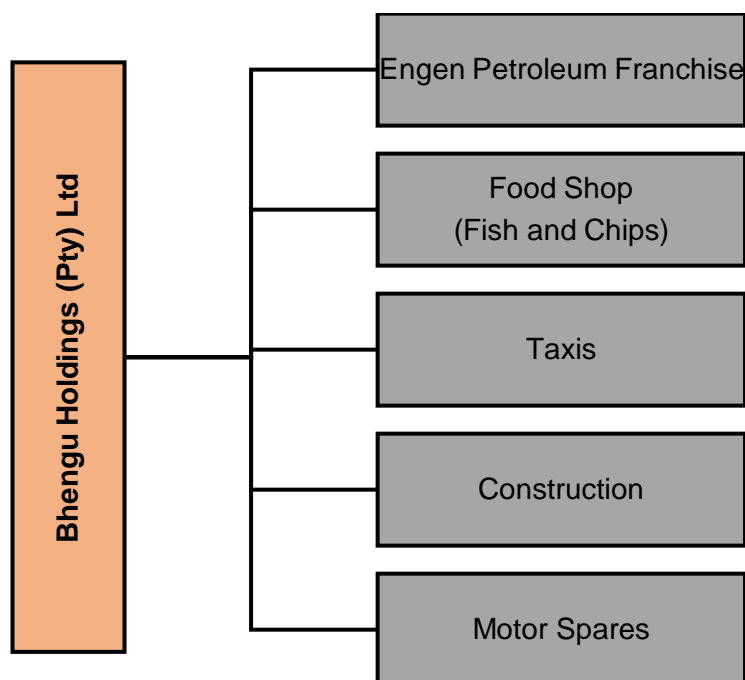 Bhengu Holdings (Pty) Ltd
Engen Petroleum Franchise
Food Shop
(Fish and Chips)
Taxis
Construction
Motor Spares